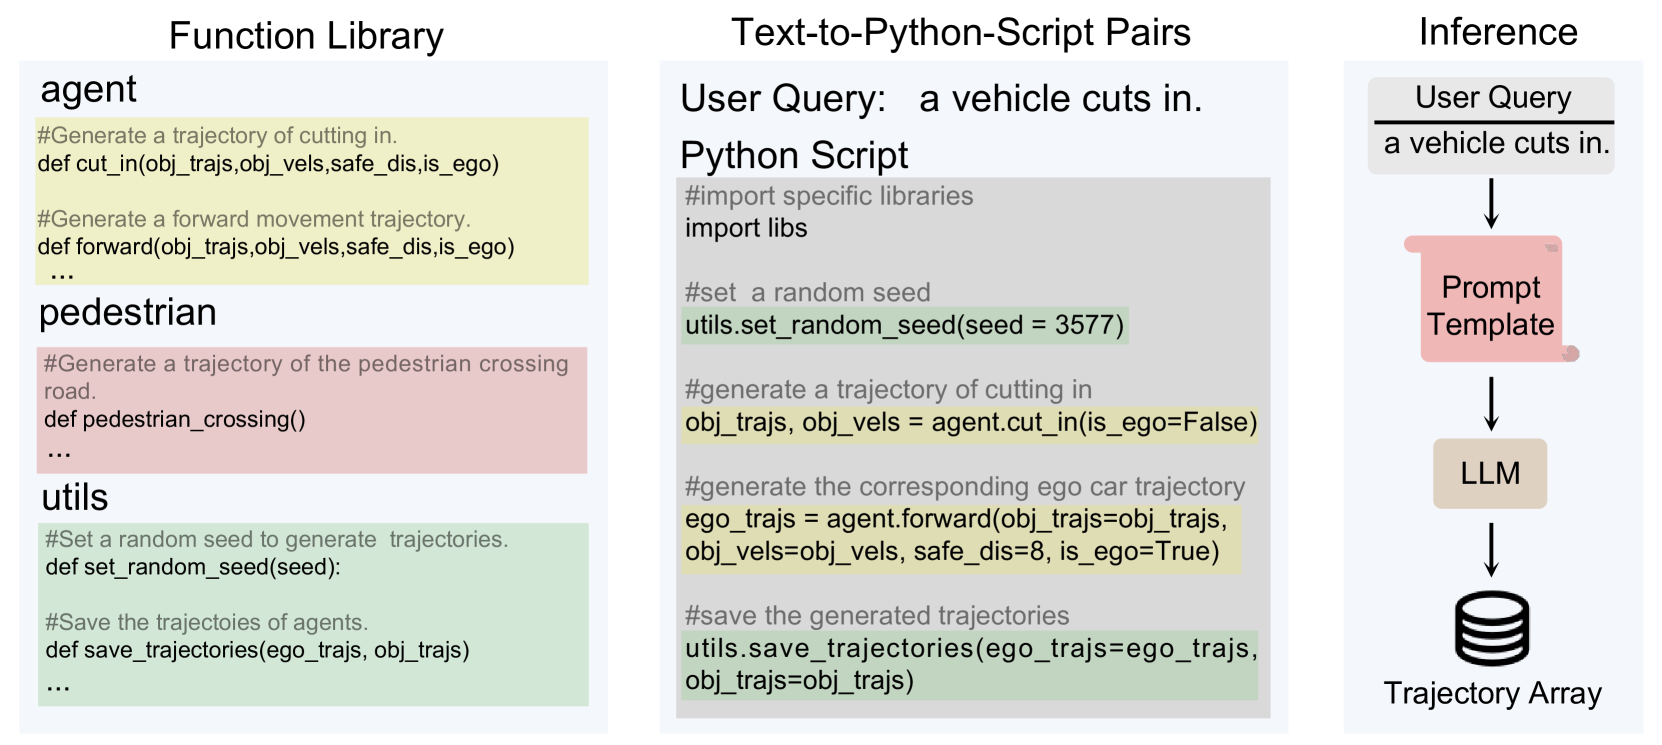 Function Library
agent
#Generate a trajectory of cutting in.
def cut_in(obj_trajs,obj_vels,safe_dis,is_ego)
#Generate a forward movement trajectory.
def forward(obj_trajs,obj_vels,safe_dis,is_ego)
...
pedestrian
#Generate a trajectory of the pedestrian crossing
road.
def pedestrian_crossing()
...
utils
#Set a random seed to generate  trajectories.
def set_random_seed(seed):
#Save the trajectoies of agents.
def save_trajectories(ego_trajs, obj_trajs)
...
Text-to-Python-Script Pairs
User Query:   a vehicle cuts in.
Python Script
#import specific libraries
import libs
#set  a random seed
utils.set_random_seed(seed = 3577)
#generate a trajectory of cutting in
obj_trajs, obj_vels = agent.cut_in(is_ego=False)
#generate the corresponding ego car trajectory
ego_trajs = agent.forward(obj_trajs=obj_trajs,
obj_vels=obj_vels, safe_dis=8, is_ego=True)
#save the generated trajectories
utils.save_trajectories(ego_trajs=ego_trajs,
obj_trajs=obj_trajs)
Inference
User Query
a vehicle cuts in.
Prompt
Template
LLM
Trajectory Array